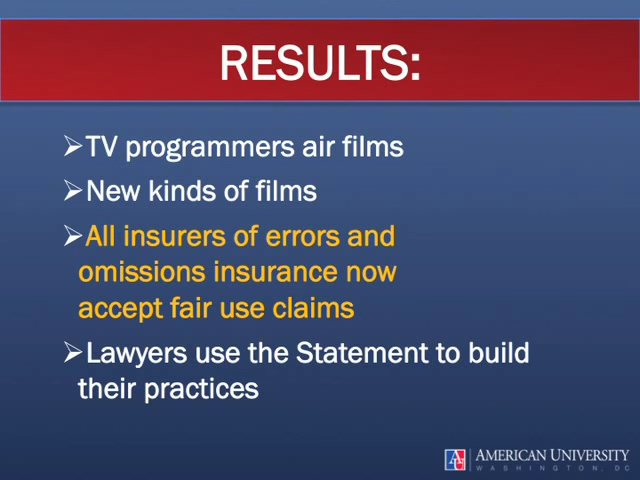 RESULTS:
➢TV programmers air films
➢New kinds of films
➢All insurers of errors and
omissions insurance now
accept fair use claims
➢Lawyers use the Statement to build
their practices
AU AMERICAN UNIVERSITY
WASHINGTON, DC